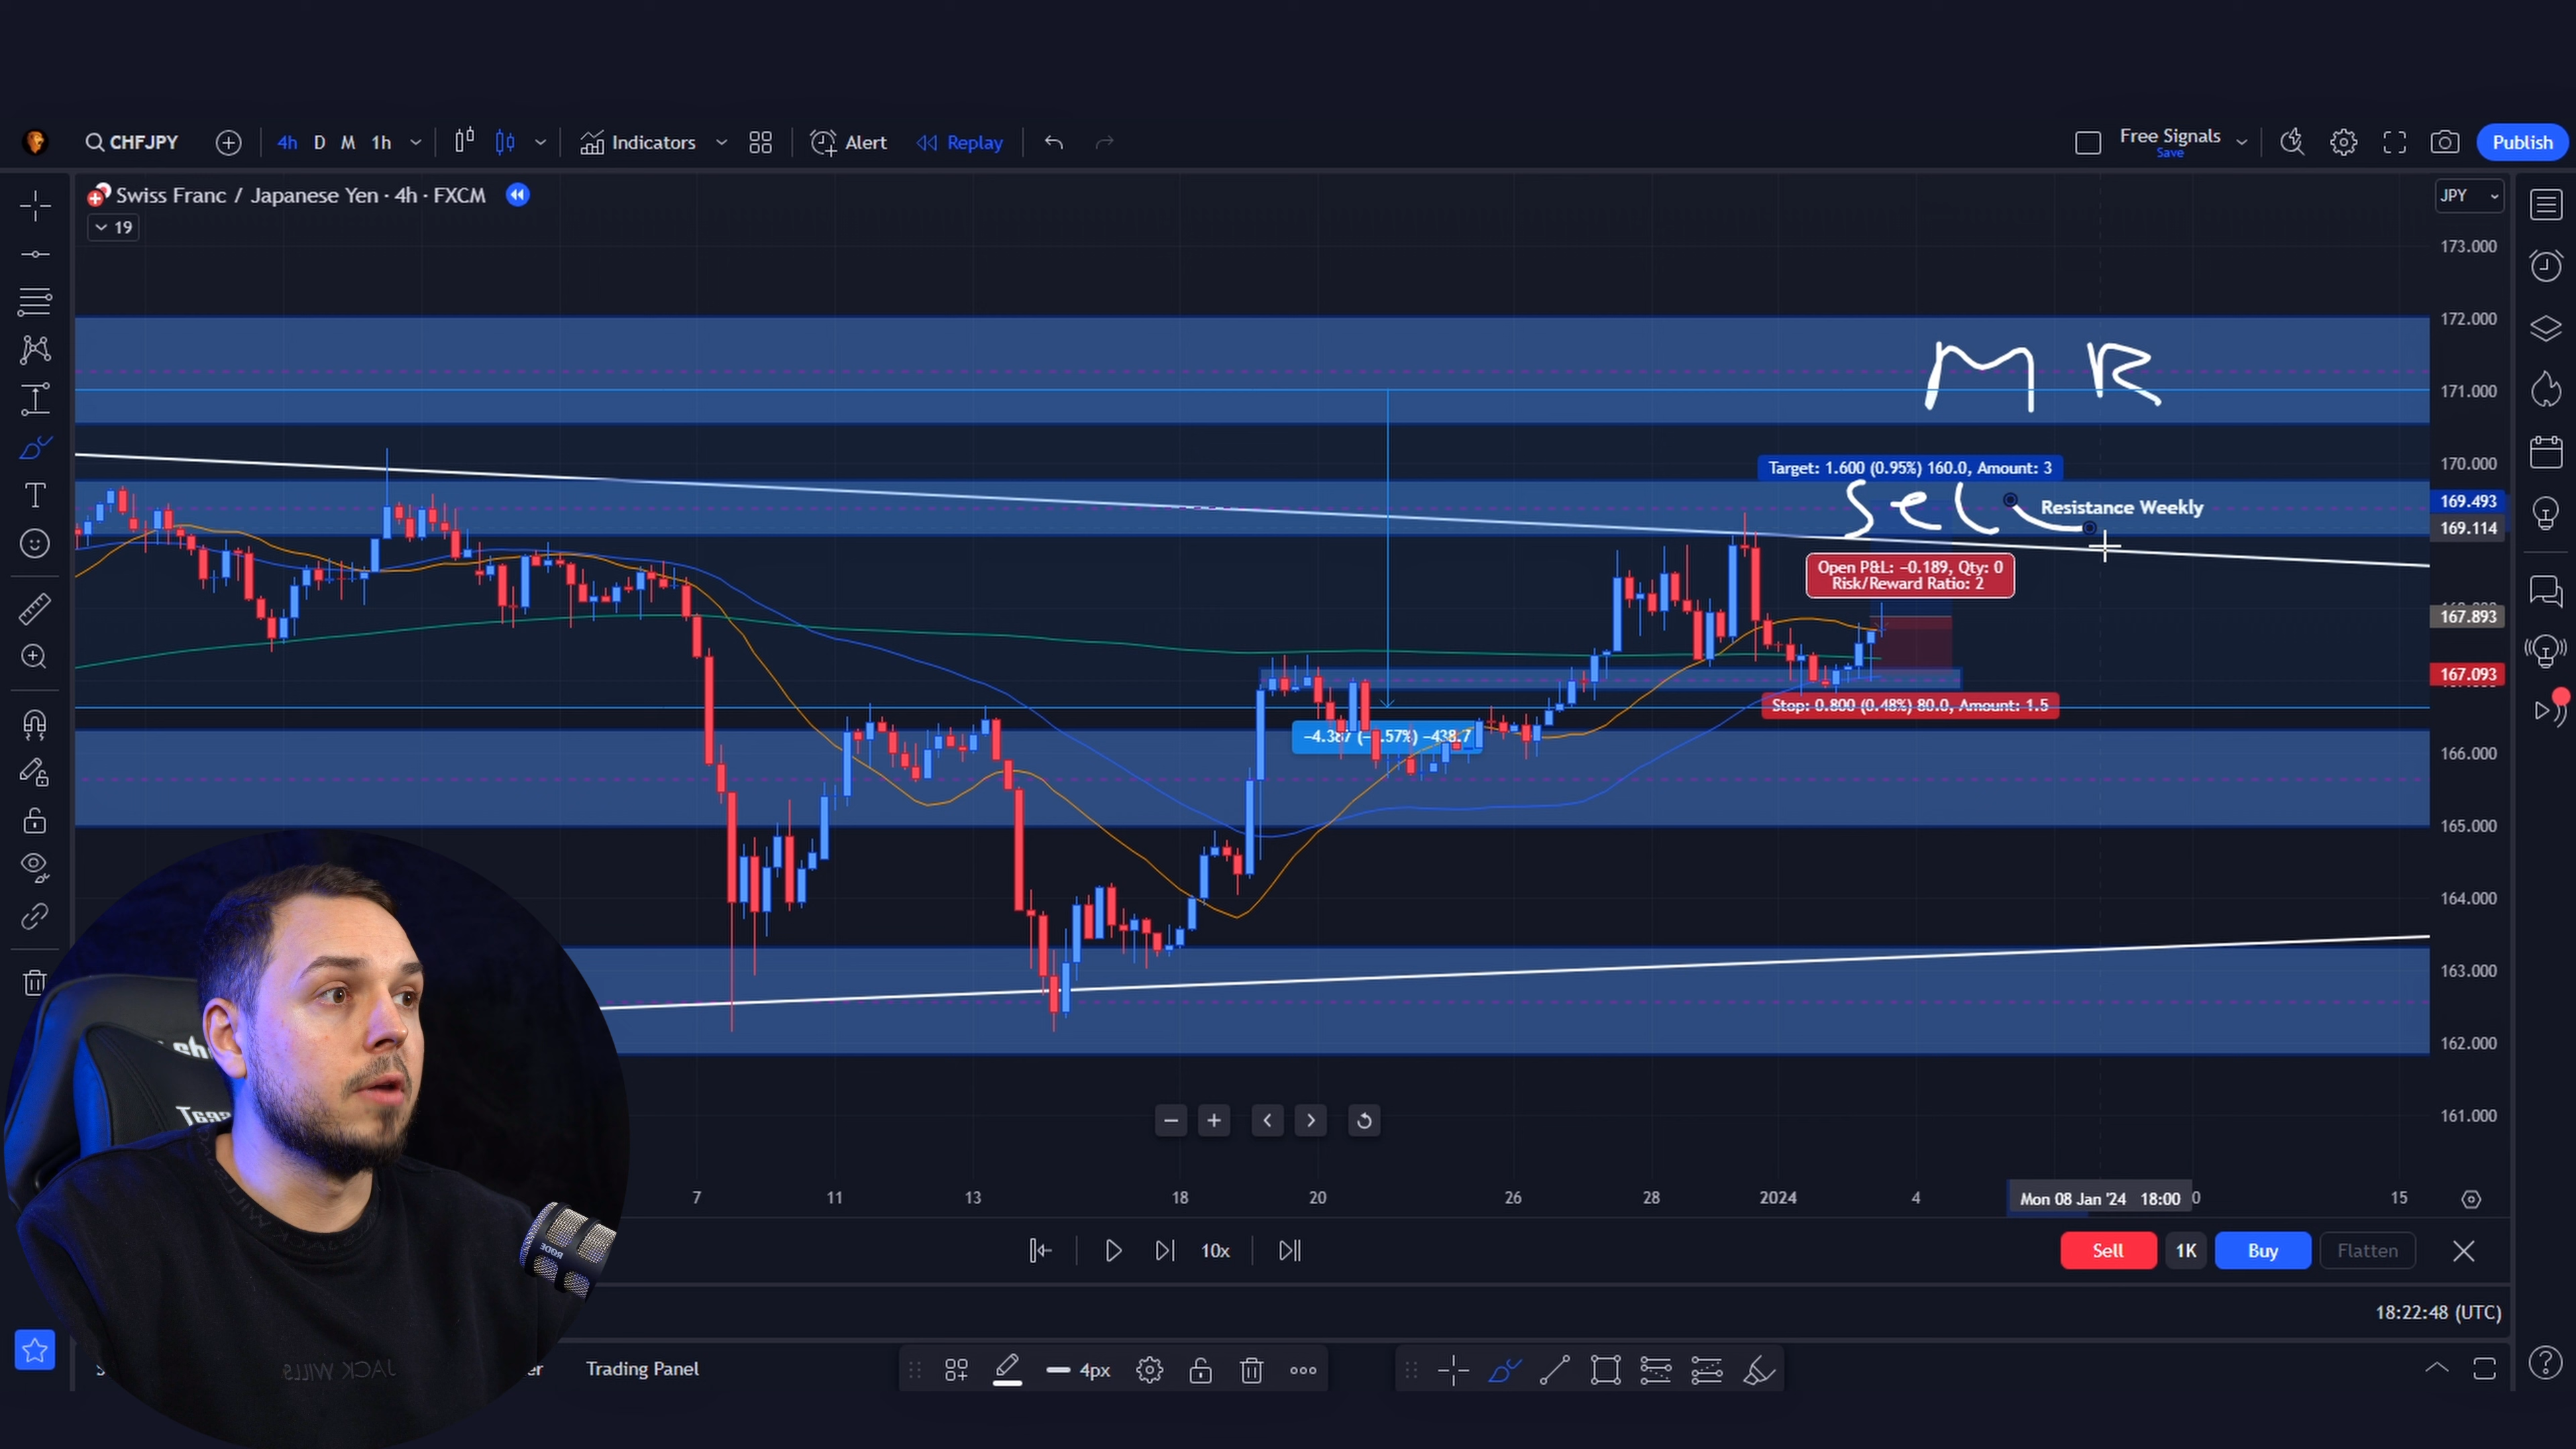 CHFJPY 4h D M 1h Indicators Alert Replay Free Signals Publish
Save
Swiss Franc / Japanese Yen · 4h · FXCM JPY
19
173.000
172.000
M R
171.000
Target: 1.600 (0.95%) 160.0, Amount: 3
170.000
169.493
Sell
Resistance Weekly
169.114
Open P&L: −0.189, Qty: 0
Risk/Reward Ratio: 2
167.893
167.093
Stop: 0.800 (0.48%) 80.0, Amount: 1.5
166.000
165.000
164.000
163.000
162.000
161.000
7 11 13 18 20 26 28 2024 4 Mon 08 Jan '24 18:00 0 15
10x Sell 1K Buy Flatten
18:22:48 (UTC)
Trading Panel 4px
RODE
JACK WILLS